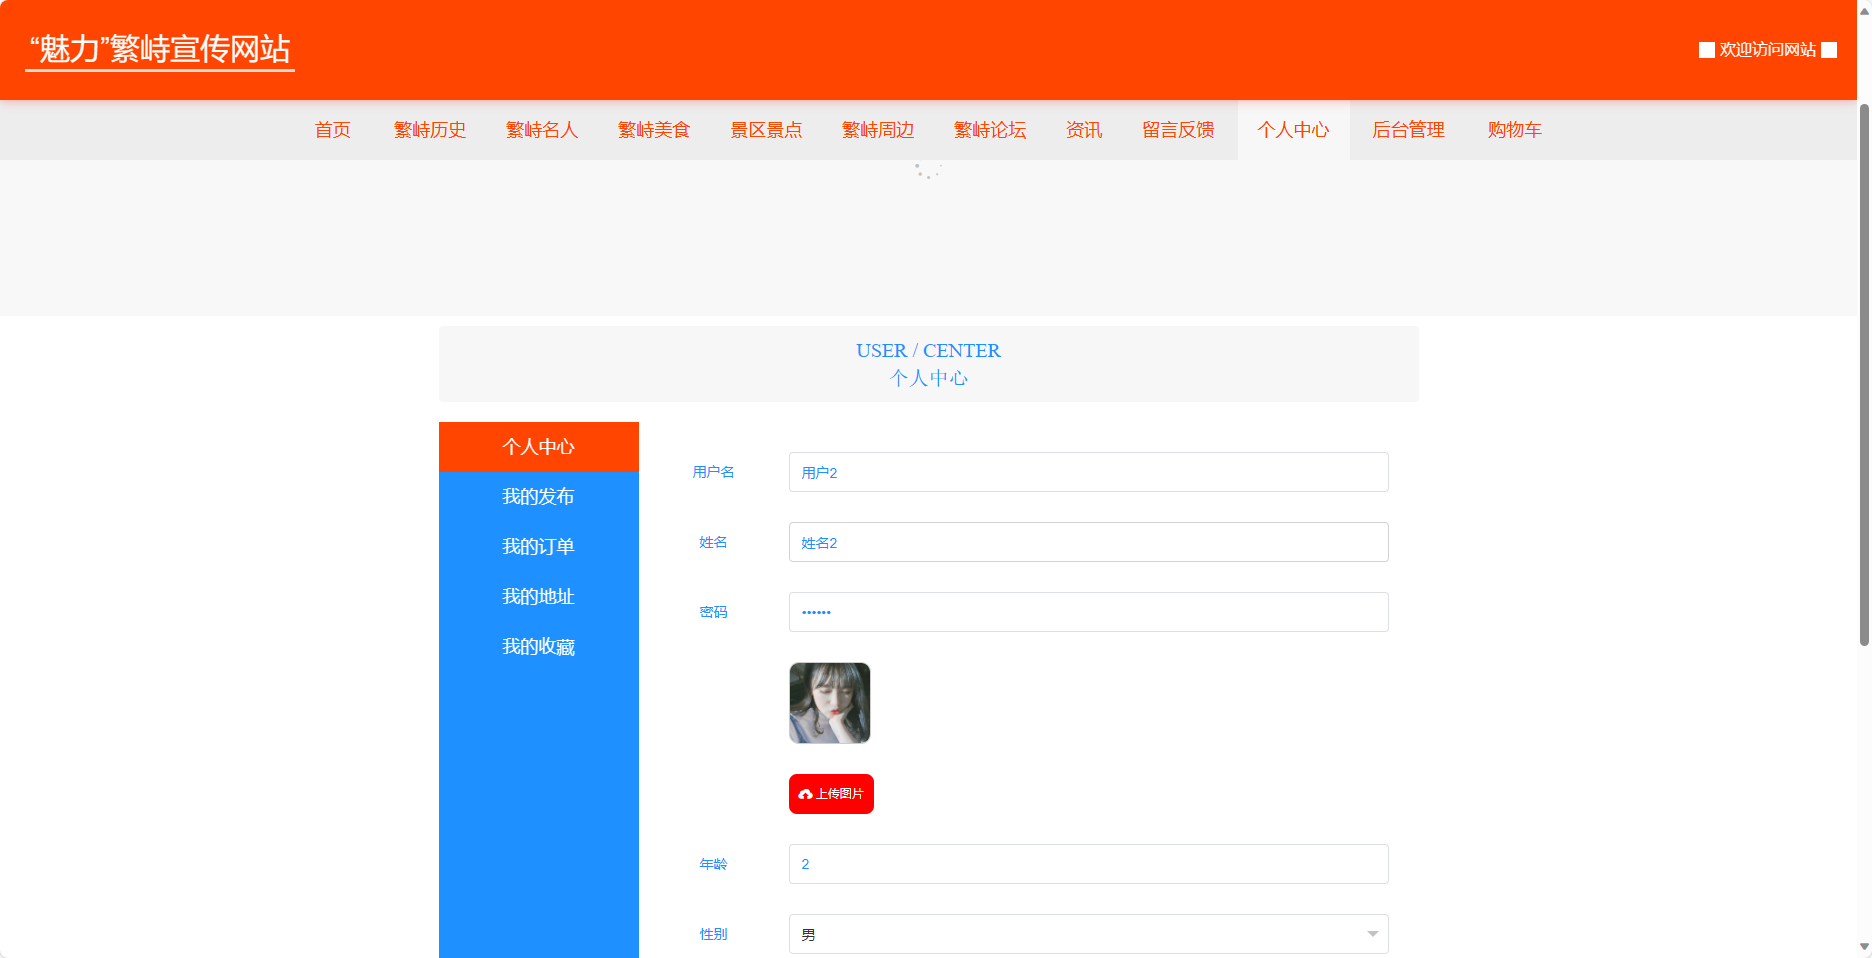 “魅力”繁峙宣传网站
欢迎访问网站
首页 繁峙历史 繁峙名人 繁峙美食 景区景点 繁峙周边 繁峙论坛 资讯 留言反馈 个人中心 后台管理 购物车
USER / CENTER
个人中心
个人中心
我的发布
我的订单
我的地址
我的收藏
用户名 用户2
姓名 姓名2
密码 ••••••
上传图片
年龄 2
性别 男